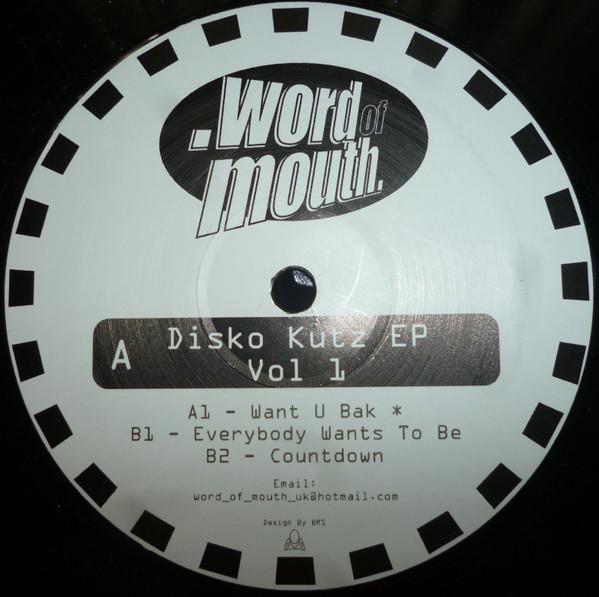 .Word of
mouth.
A Disko Kutz EP
Vol 1
A1 - Want U Bak *
B1 - Everybody Wants To Be
B2 - Countdown
Email:
word_of_mouth_uk@hotmail.com
Design By BRS